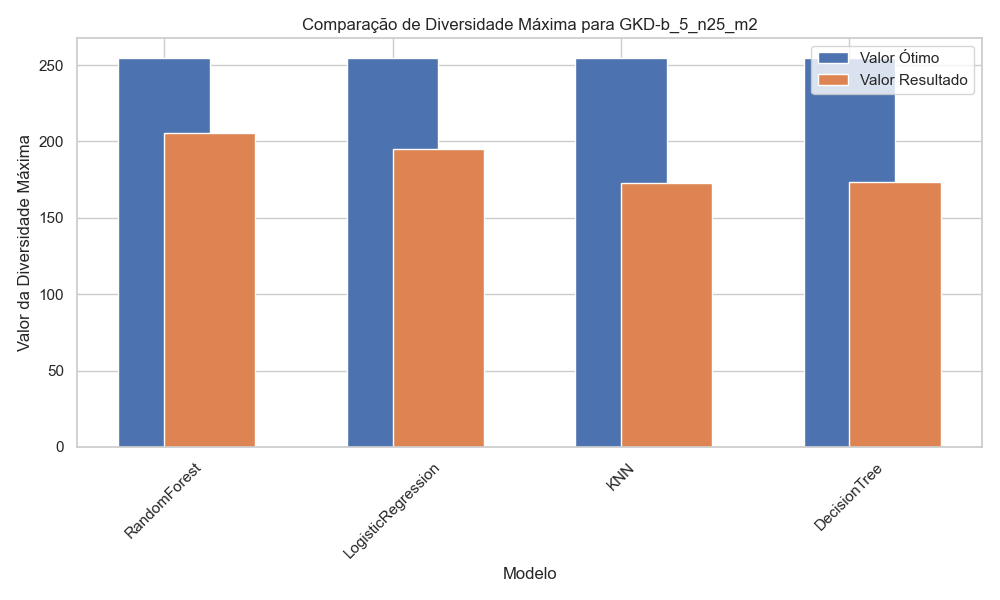 Comparação de Diversidade Máxima para GKD-b_5_n25_m2
Valor Ótimo
Valor Resultado
Valor da Diversidade Máxima
250
200
150
100
50
0
RandomForest
LogisticRegression
KNN
DecisionTree
Modelo